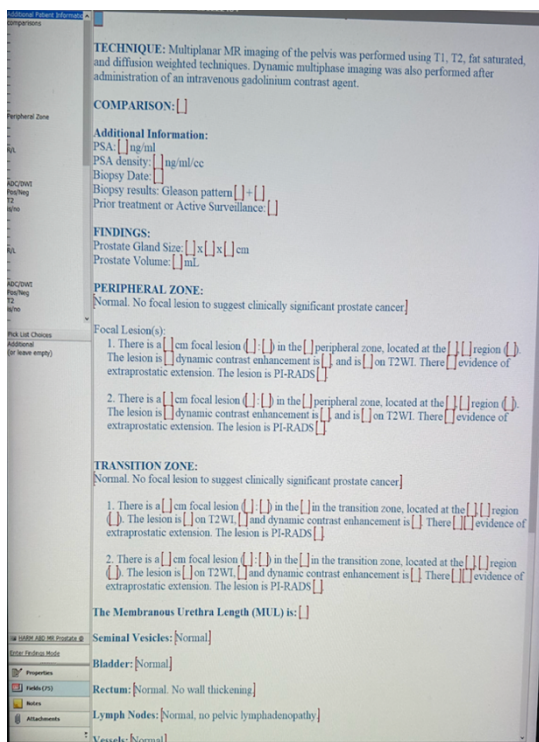 Additional Patient Informatio
comparisons
Peripheral Zone
R/L
ADC/DWI
Pos/Neg
T2
is/no
R/L
ADC/DWI
Pos/Neg
T2
is/no
Pick List Choices
Additional
(or leave empty)
HARM ABD MR Prostate
Enter Findings Mode
Properties
Fields (75)
Notes
Attachments
TECHNIQUE: Multiplanar MR imaging of the pelvis was performed using T1, T2, fat saturated,
and diffusion weighted techniques. Dynamic multiphase imaging was also performed after
administration of an intravenous gadolinium contrast agent.
COMPARISON: [ ]
Additional Information:
PSA: [ ] ng/ml
PSA density: [ ] ng/ml/cc
Biopsy Date: [ ]
Biopsy results: Gleason pattern [ ]+[ ]
Prior treatment or Active Surveillance: [ ]
FINDINGS:
Prostate Gland Size: [ ] x [ ] x [ ] cm
Prostate Volume: [ ] mL
PERIPHERAL ZONE:
[Normal. No focal lesion to suggest clinically significant prostate cancer]
Focal Lesion(s):
1. There is a [ ] cm focal lesion ([ ]:[ ]) in the [ ] peripheral zone, located at the [ ] [ ] region ([ ]).
The lesion is [ ] dynamic contrast enhancement is [ ], and is [ ] on T2WI. There [ ] evidence of
extraprostatic extension. The lesion is PI-RADS [ ].
2. There is a [ ] cm focal lesion ([ ]:[ ]) in the [ ] peripheral zone, located at the [ ] [ ] region ([ ]).
The lesion is [ ] dynamic contrast enhancement is [ ], and is [ ] on T2WI. There [ ] evidence of
extraprostatic extension. The lesion is PI-RADS [ ].
TRANSITION ZONE:
[Normal. No focal lesion to suggest clinically significant prostate cancer]
1. There is a [ ] cm focal lesion ([ ]:[ ]) in the [ ] in the transition zone, located at the [ ] [ ] region
([ ]). The lesion is [ ] on T2WI, [ ] and dynamic contrast enhancement is [ ]. There [ ] [ ] evidence of
extraprostatic extension. The lesion is PI-RADS [ ].
2. There is a [ ] cm focal lesion ([ ]:[ ]) in the [ ] in the transition zone, located at the [ ] [ ] region
([ ]). The lesion is [ ] on T2WI, [ ] and dynamic contrast enhancement is [ ]. There [ ] [ ] evidence of
extraprostatic extension. The lesion is PI-RADS [ ].
The Membranous Urethra Length (MUL) is: [ ]
Seminal Vesicles: [Normal]
Bladder: [Normal]
Rectum: [Normal. No wall thickening]
Lymph Nodes: [Normal, no pelvic lymphadenopathy]
Vessels: [Normal]